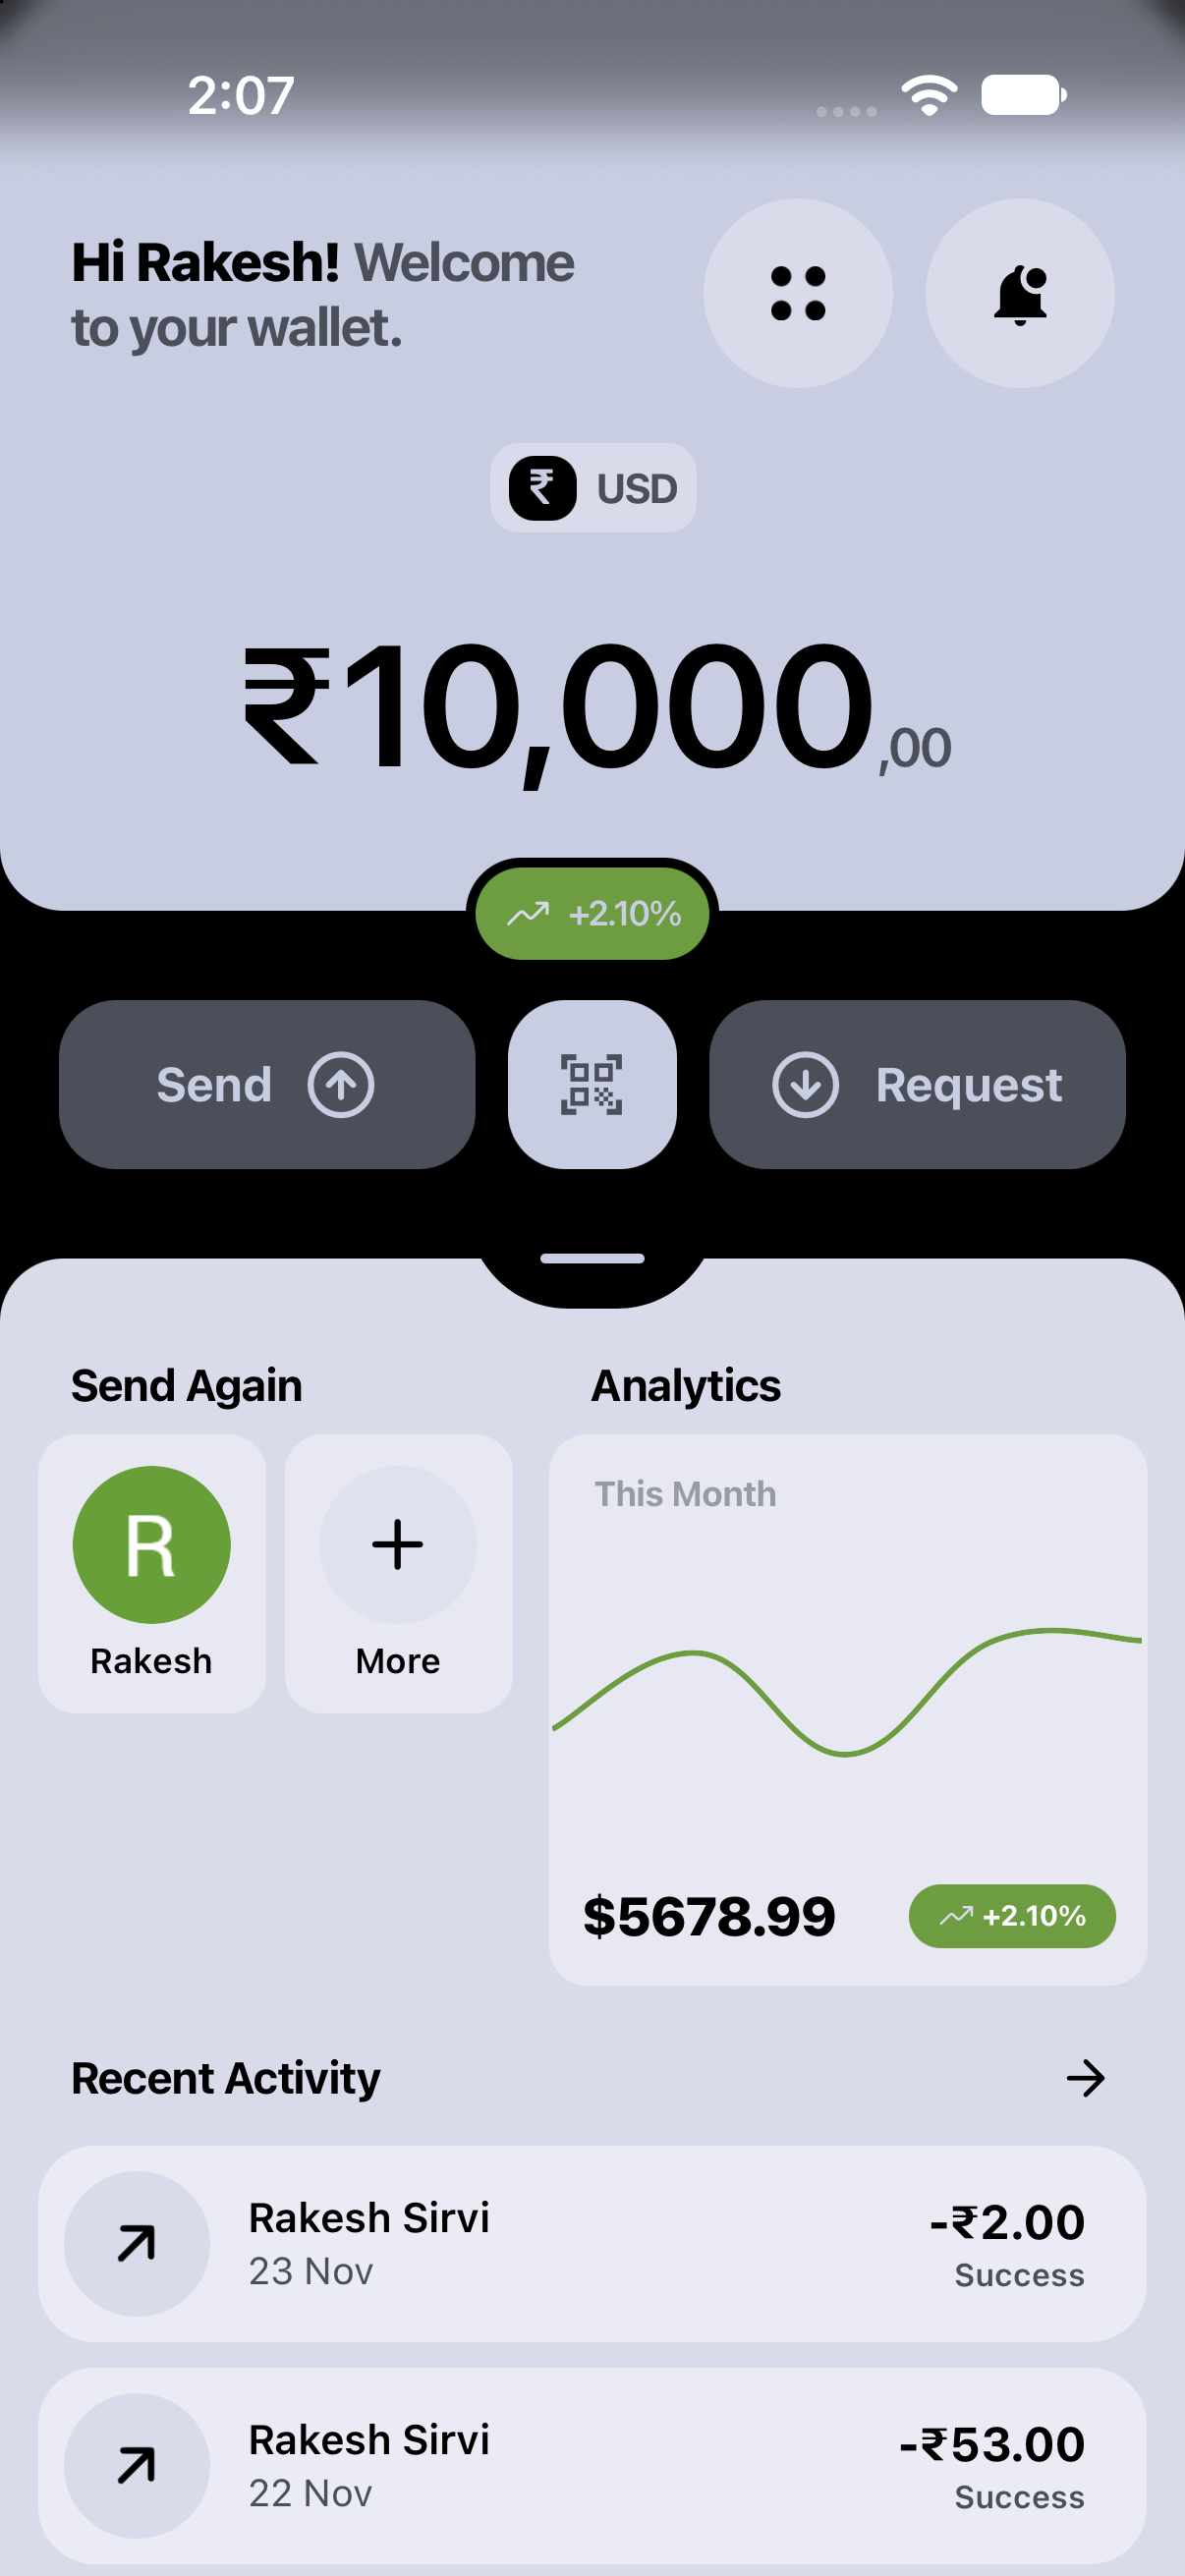 2:07
Hi Rakesh! Welcome
to your wallet.
₹ USD
₹10,000,00
+2.10%
Send
Request
Send Again
Analytics
This Month
R
Rakesh
More
$5678.99
+2.10%
Recent Activity
Rakesh Sirvi
-₹2.00
23 Nov
Success
Rakesh Sirvi
-₹53.00
22 Nov
Success